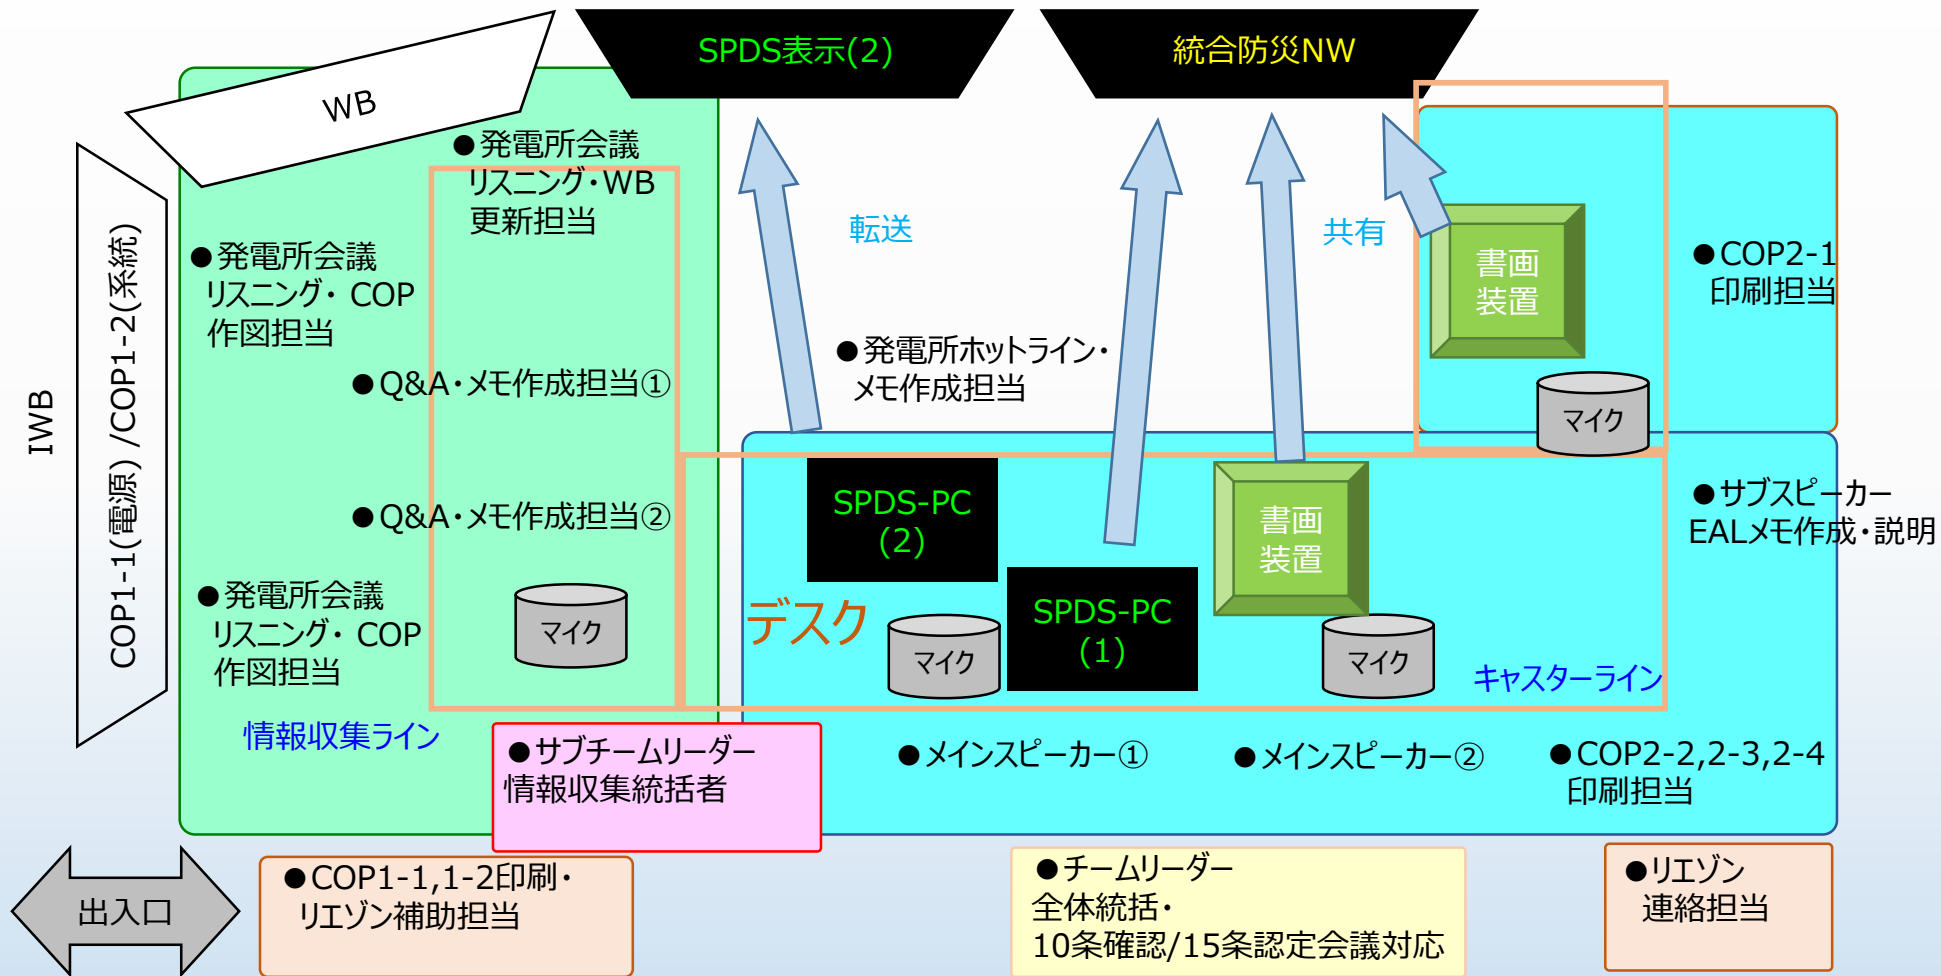 SPDS表示(2)
統合防災NW
WB
IWB
COP1-1(電源) /COP1-2(系統)
●発電所会議
リスニング・WB
更新担当
●発電所会議
リスニング・ COP
作図担当
●Q&A・メモ作成担当①
●Q&A・メモ作成担当②
●発電所会議
リスニング・ COP
作図担当
マイク
情報収集ライン
転送
共有
●発電所ホットライン・
メモ作成担当
書画
装置
マイク
●COP2-1
印刷担当
SPDS-PC
(2)
書画
装置
●サブスピーカー
EALメモ作成・説明
デスク
マイク
SPDS-PC
(1)
マイク
キャスターライン
●サブチームリーダー
情報収集統括者
●メインスピーカー①
●メインスピーカー②
●COP2-2,2-3,2-4
印刷担当
出入口
●COP1-1,1-2印刷・
リエゾン補助担当
●チームリーダー
全体統括・
10条確認/15条認定会議対応
●リエゾン
連絡担当